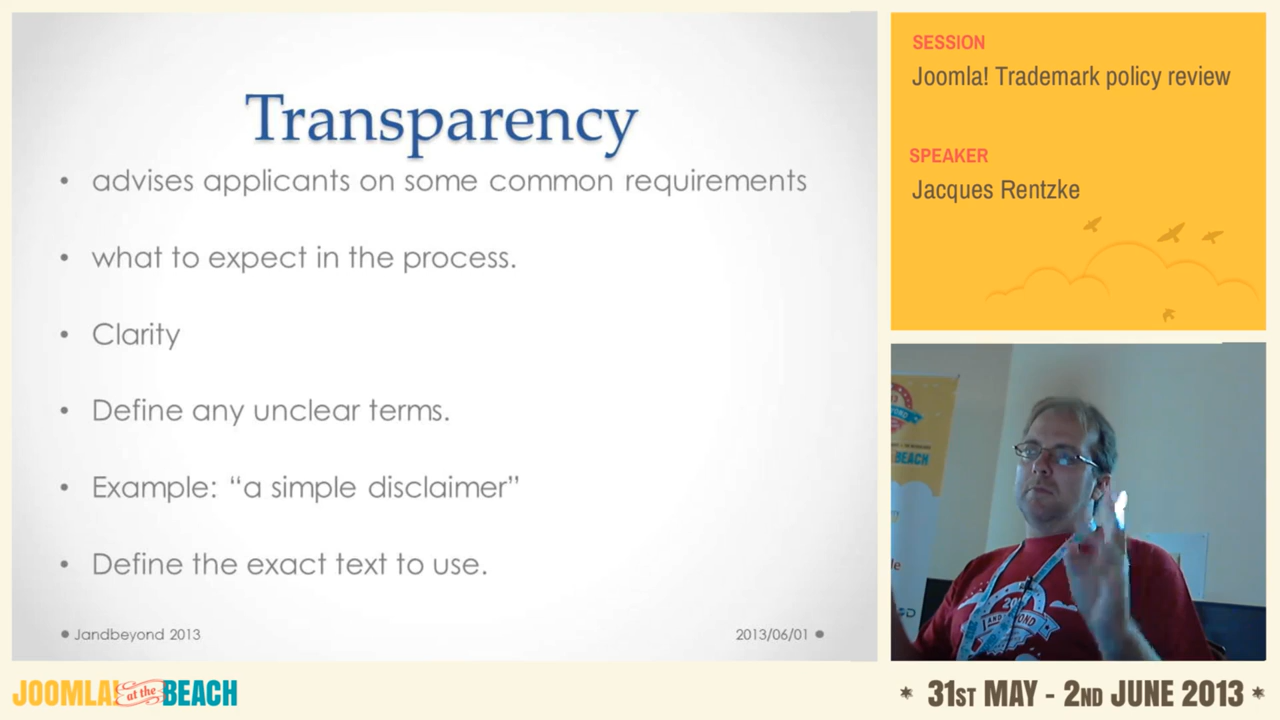 Transparency
• advises applicants on some common requirements
• what to expect in the process.
• Clarity
• Define any unclear terms.
• Example: “a simple disclaimer”
• Define the exact text to use.
Jandbeyond 2013
2013/06/01
SESSION
Joomla! Trademark policy review
SPEAKER
Jacques Rentzke
BEACH
JOOMLA! at the BEACH
* 31ST MAY - 2ND JUNE 2013 *